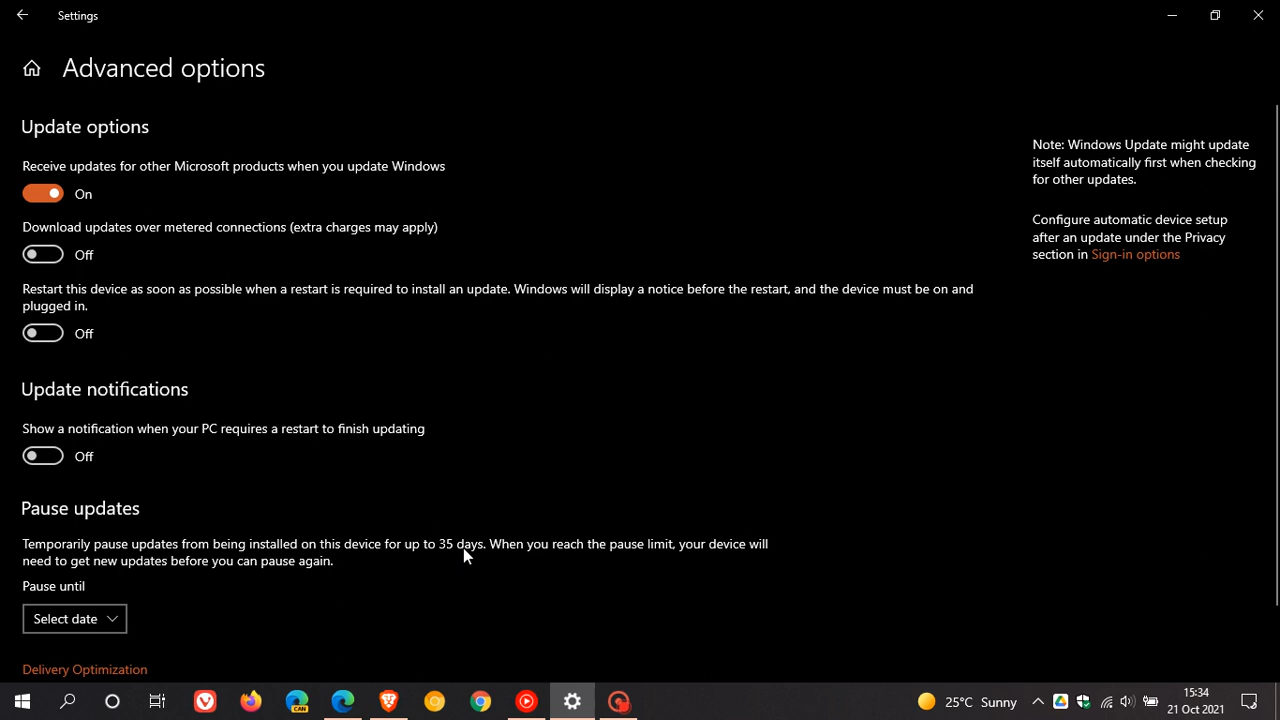 Settings
Advanced options
Update options
Receive updates for other Microsoft products when you update Windows
On
Download updates over metered connections (extra charges may apply)
Off
Restart this device as soon as possible when a restart is required to install an update. Windows will display a notice before the restart, and the device must be on and
plugged in.
Off
Update notifications
Show a notification when your PC requires a restart to finish updating
Off
Pause updates
Temporarily pause updates from being installed on this device for up to 35 days. When you reach the pause limit, your device will
need to get new updates before you can pause again.
Pause until
Select date
Delivery Optimization
Note: Windows Update might update
itself automatically first when checking
for other updates.
Configure automatic device setup
after an update under the Privacy
section in Sign-in options
CAN
25°C Sunny
15:34
21 Oct 2021